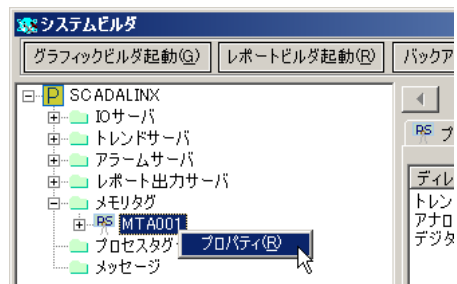 システムビルダ
グラフィックビルダ起動(G) レポートビルダ起動(R) バックア
SCADALINX
IOサーバ
トレンドサーバ
アラームサーバ
レポート出力サーバ
メモリタグ
MTA001
プロパティ(R)
プロセスタグ
メッセージ
プ
ディレ
トレン
アナロ
デジタ